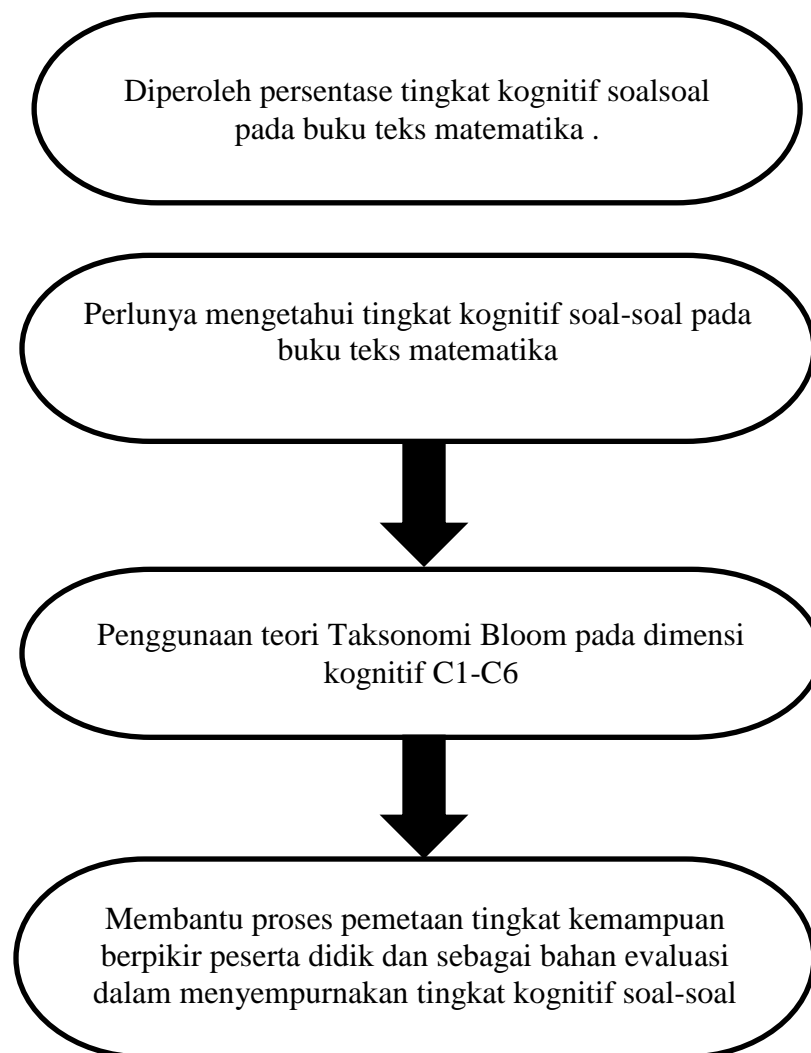 Diperoleh persentase tingkat kognitif soalsoal
pada buku teks matematika .
Perlunya mengetahui tingkat kognitif soal-soal pada
buku teks matematika
Penggunaan teori Taksonomi Bloom pada dimensi
kognitif C1-C6
Membantu proses pemetaan tingkat kemampuan
berpikir peserta didik dan sebagai bahan evaluasi
dalam menyempurnakan tingkat kognitif soal-soal